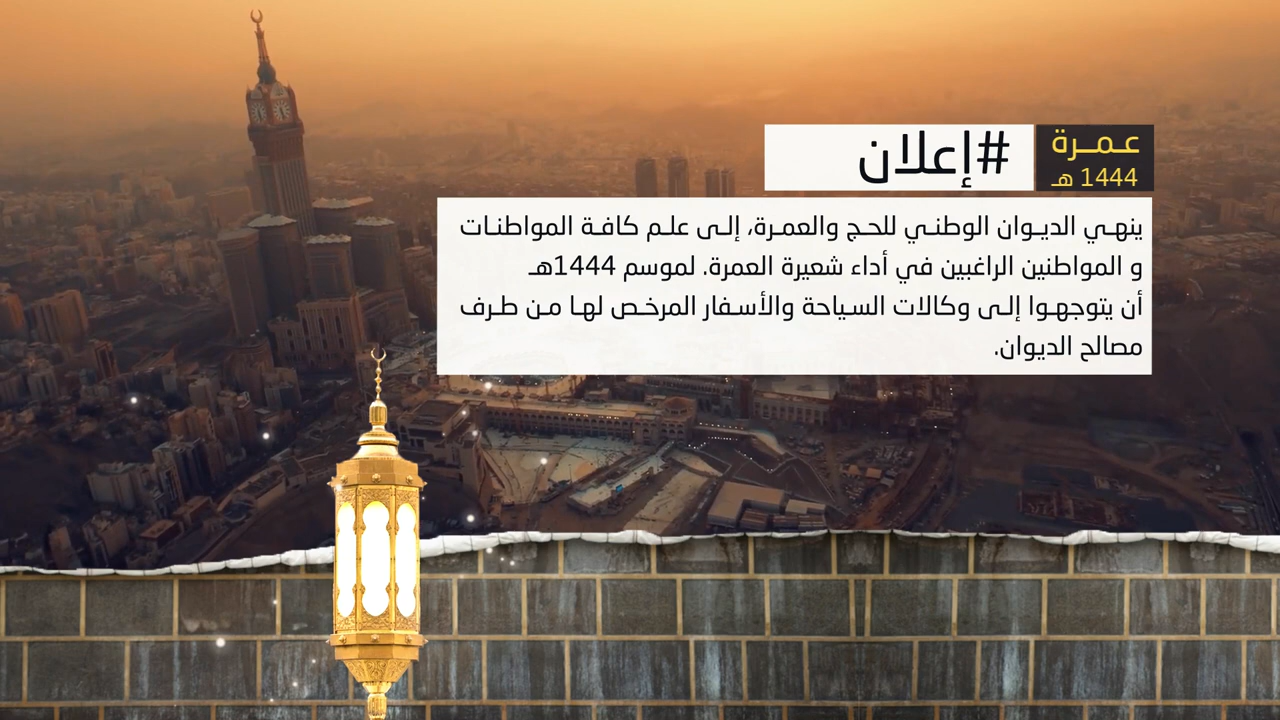 عمرة
1444 هـ
#إعلان
ينهي الديوان الوطني للحج والعمرة، إلى علم كافة المواطنات
و المواطنين الراغبين في أداء شعيرة العمرة. لموسم 1444هـ
أن يتوجهوا إلى وكالات السياحة والأسفار المرخص لها من طرف
مصالح الديوان.